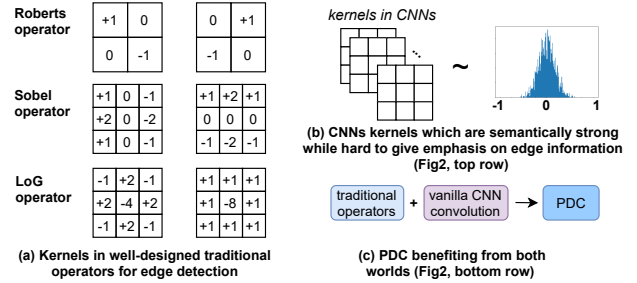 Roberts operator
+1 0
0 -1
0 +1
-1 0
Sobel operator
+1 0 -1
+2 0 -2
+1 0 -1
+1 +2 +1
0 0 0
-1 -2 -1
LoG operator
-1 +2 -1
+2 -4 +2
-1 +2 -1
+1 +1 +1
+1 -8 +1
+1 +1 +1
(a) Kernels in well-designed traditional
operators for edge detection
kernels in CNNs
...
~
-1 0 1
(b) CNNs kernels which are semantically strong
while hard to give emphasis on edge information
(Fig2, top row)
traditional operators + vanilla CNN convolution PDC
(c) PDC benefiting from both
worlds (Fig2, bottom row)